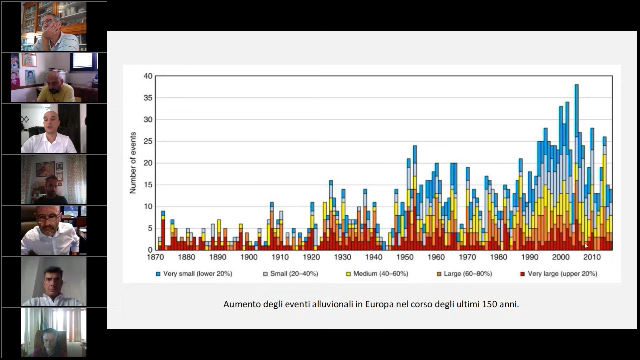 40
35
30
25
20
15
10
5
0
Number of events
1870 1880 1890 1900 1910 1920 1930 1940 1950 1960 1970 1980 1990 2000 2010
Very small (lower 20%) Small (20–40%) Medium (40–60%) Large (60–80%) Very large (upper 20%)
Aumento degli eventi alluvionali in Europa nel corso degli ultimi 150 anni.